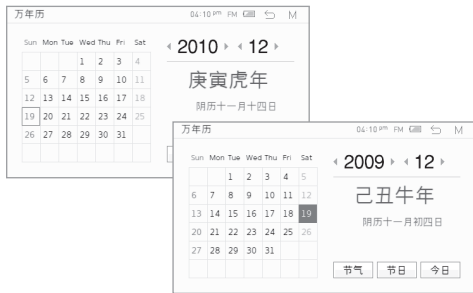 万年历 04:10 pm FM M
Sun Mon Tue Wed Thu Fri Sat
1 2 3 4
5 6 7 8 9 10 11
12 13 14 15 16 17 18
19 20 21 22 23 24 25
26 27 28 29 30 31
2010 12
庚寅虎年
阴历十一月十四日
万年历 04:10 pm FM M
Sun Mon Tue Wed Thu Fri Sat
1 2 3 4 5
6 7 8 9 10 11 12
13 14 15 16 17 18 19
20 21 22 23 24 25 26
27 28 29 30 31
2009 12
己丑牛年
阴历十一月初四日
节气 节日 今日